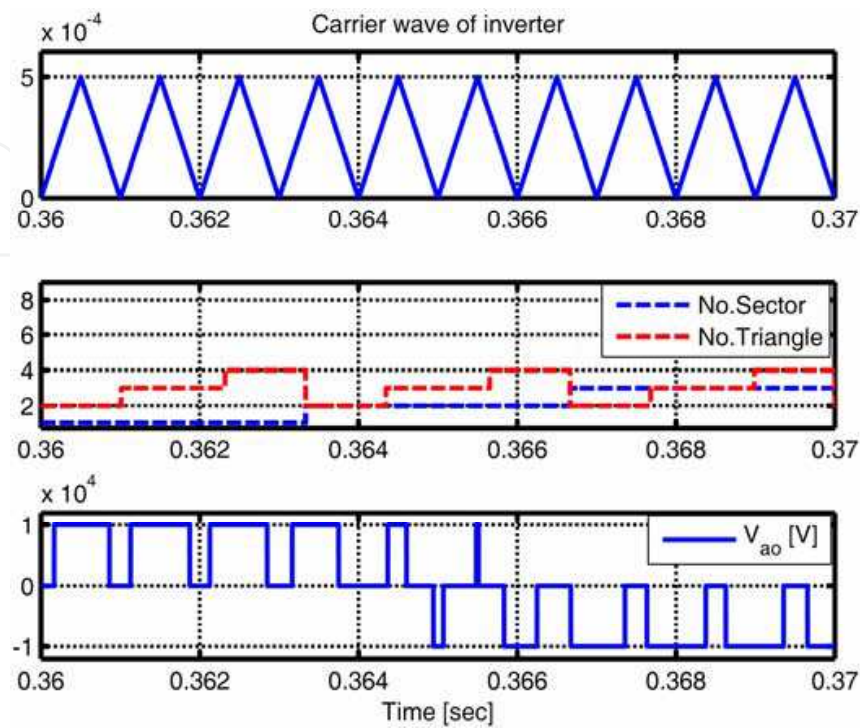 x 10-4
Carrier wave of inverter
5
0
0.36 0.362 0.364 0.366 0.368 0.37
8
6
4
2
No.Sector
No.Triangle
0.36 0.362 0.364 0.366 0.368 0.37
x 10 4
1
0
-1
Vao [V]
0.36 0.362 0.364 0.366 0.368 0.37
Time [sec]